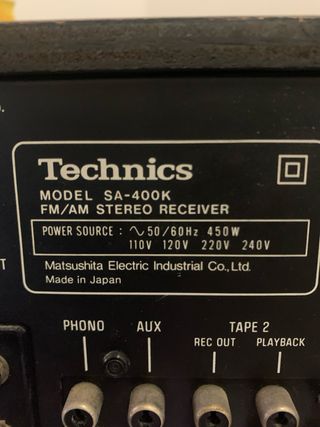 Technics
MODEL SA-400K
FM/AM STEREO RECEIVER
POWER SOURCE : ∿ 50/60Hz 450W
110V 120V 220V 240V
Matsushita Electric Industrial Co., Ltd.
Made in Japan
PHONO AUX TAPE 2
REC OUT PLAYBACK